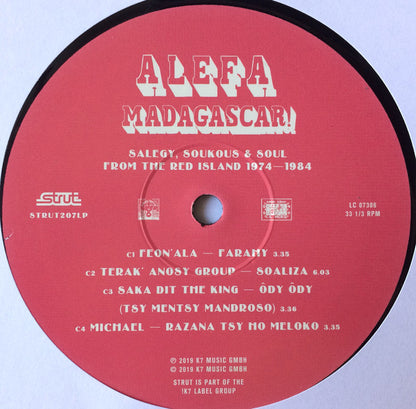 ALEFA
MADAGASCAR!
SALEGY, SOUKOUS & SOUL
FROM THE RED ISLAND 1974—1984
Strut
STRUT207LP
LC 07306
33 1/3 RPM
C1 FEON'ALA — FARAHY 3.35
C2 TERAK' ANOSY GROUP — SOALIZA 6.03
C3 SAKA DIT THE KING — ÔDY ÔDY
(TSY MENTSY MANDROSO) 3.36
C4 MICHAEL — RAZANA TSY HO MELOKO 3.35
℗ 2019 K7 MUSIC GMBH
© 2019 K7 MUSIC GMBH
STRUT IS PART OF THE
!K7 LABEL GROUP